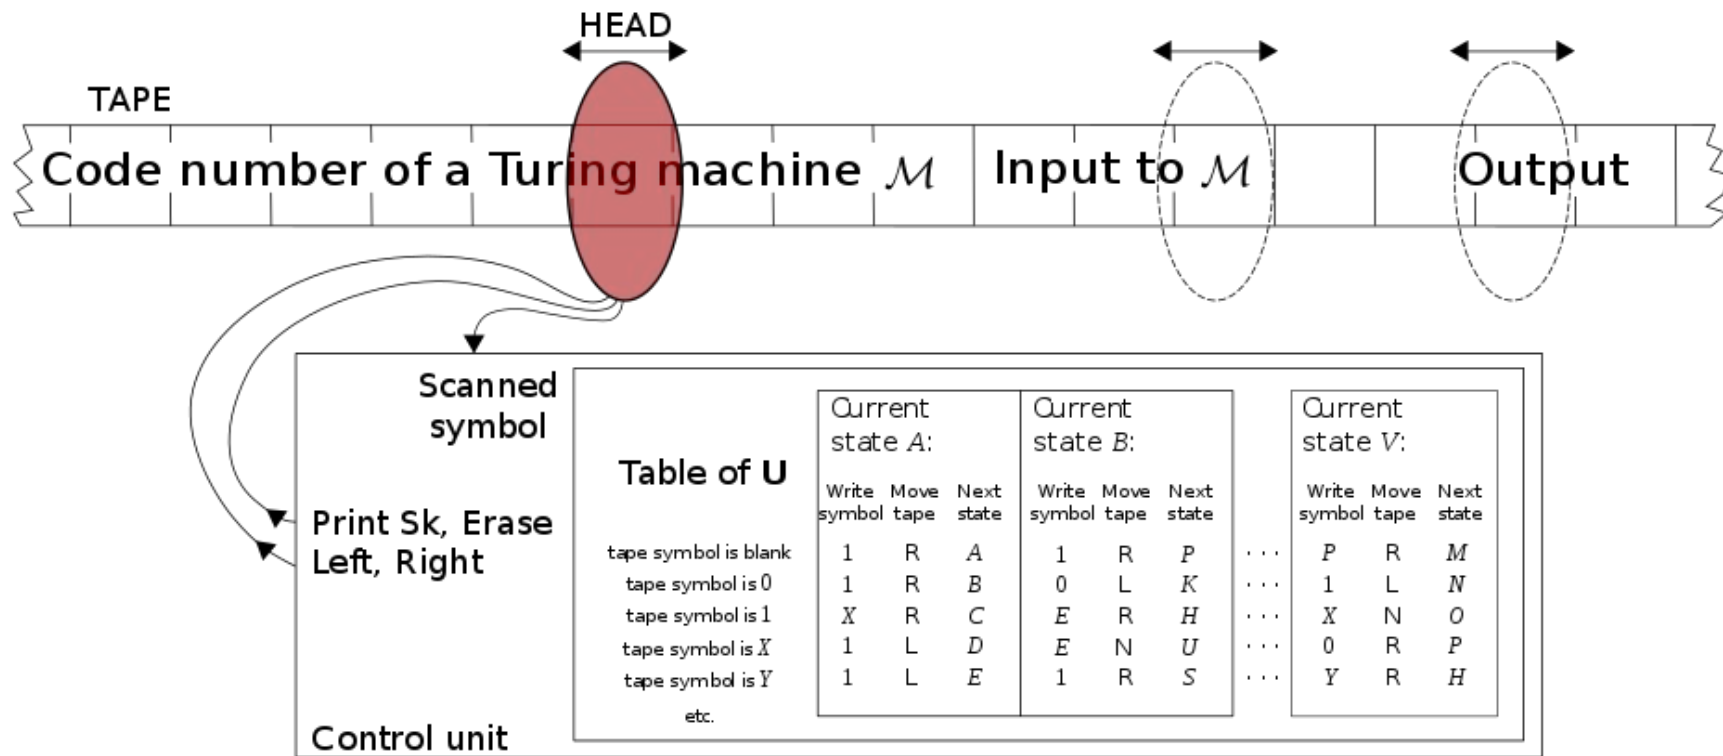 HEAD
TAPE
Code number of a Turing machine ℳ Input to ℳ Output
Scanned
symbol
Print Sk, Erase
Left, Right
Control unit
Table of U
Current
state A:
Current
state B:
Current
state V:
Write Move Next Write Move Next Write Move Next
symbol tape state symbol tape state symbol tape state
tape symbol is blank 1 R A 1 R P ··· P R M
tape symbol is 0 1 R B 0 L K ··· 1 L N
tape symbol is 1 X R C E R H ··· X N O
tape symbol is X 1 L D E N U ··· 0 R P
tape symbol is Y 1 L E 1 R S ··· Y R H
etc.